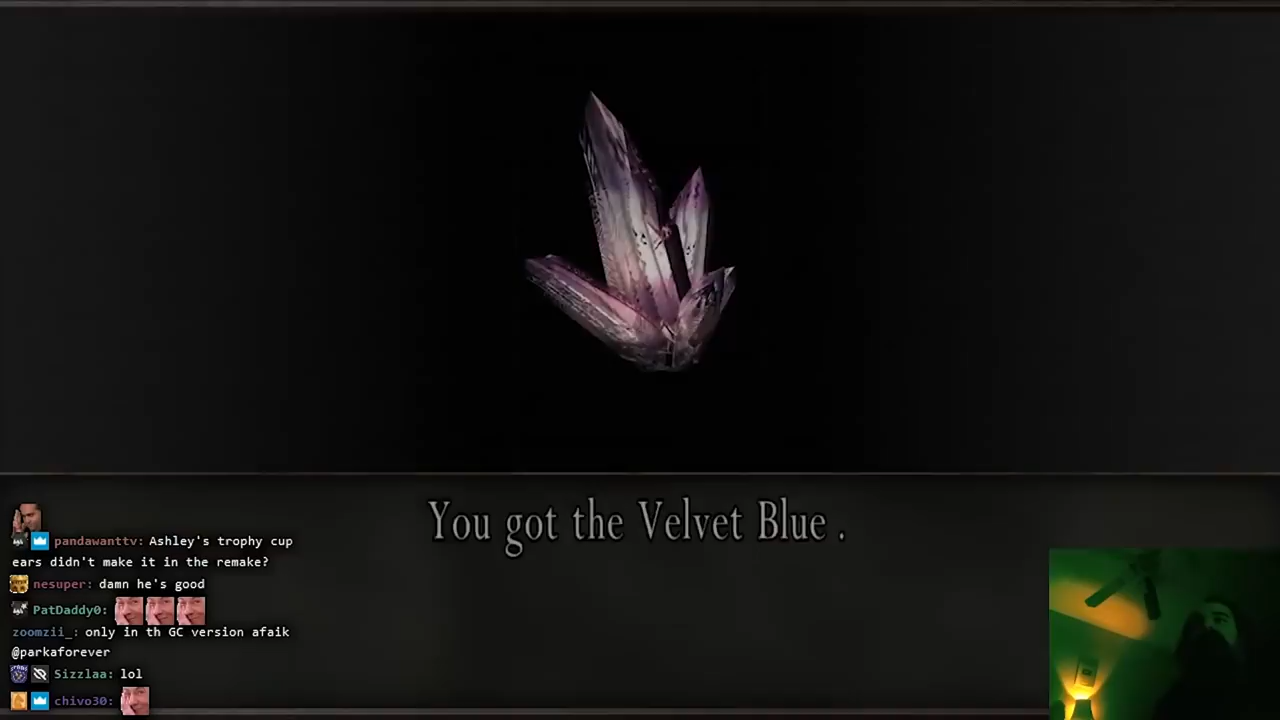 You got the Velvet Blue .
pandawanttv: Ashley's trophy cup
ears didn't make it in the remake?
nesuper: damn he's good
PatDaddy0:
zoomzii_: only in th GC version afaik
@parkaforever
Sizzlaa: lol
chivo30: